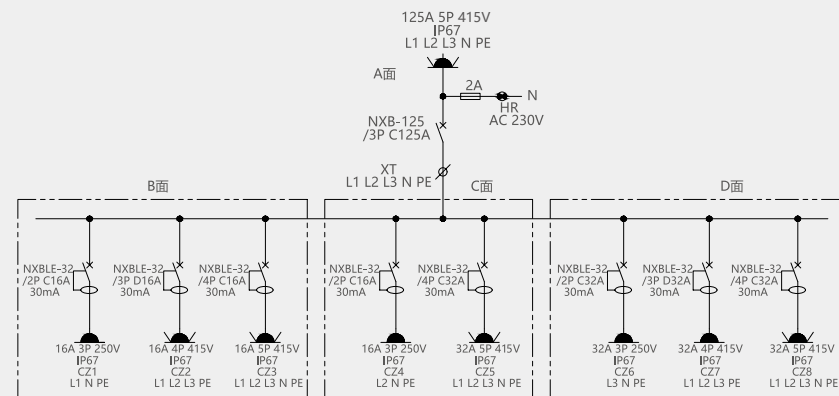 125A 5P 415V
IP67
L1 L2 L3 N PE
A面
2A
N
HR
AC 230V
NXB-125
/3P C125A
XT
L1 L2 L3 N PE
B面
C面
D面
NXBLE-32
/2P C16A
30mA
NXBLE-32
/3P D16A
30mA
NXBLE-32
/4P C16A
30mA
NXBLE-32
/2P C16A
30mA
NXBLE-32
/4P C32A
30mA
NXBLE-32
/2P C32A
30mA
NXBLE-32
/3P D32A
30mA
NXBLE-32
/4P C32A
30mA
16A 3P 250V
IP67
CZ1
L1 N PE
16A 4P 415V
IP67
CZ2
L1 L2 L3 PE
16A 5P 415V
IP67
CZ3
L1 L2 L3 N PE
16A 3P 250V
IP67
CZ4
L2 N PE
32A 5P 415V
IP67
CZ5
L1 L2 L3 N PE
32A 3P 250V
IP67
CZ6
L3 N PE
32A 4P 415V
IP67
CZ7
L1 L2 L3 PE
32A 5P 415V
IP67
CZ8
L1 L2 L3 N PE